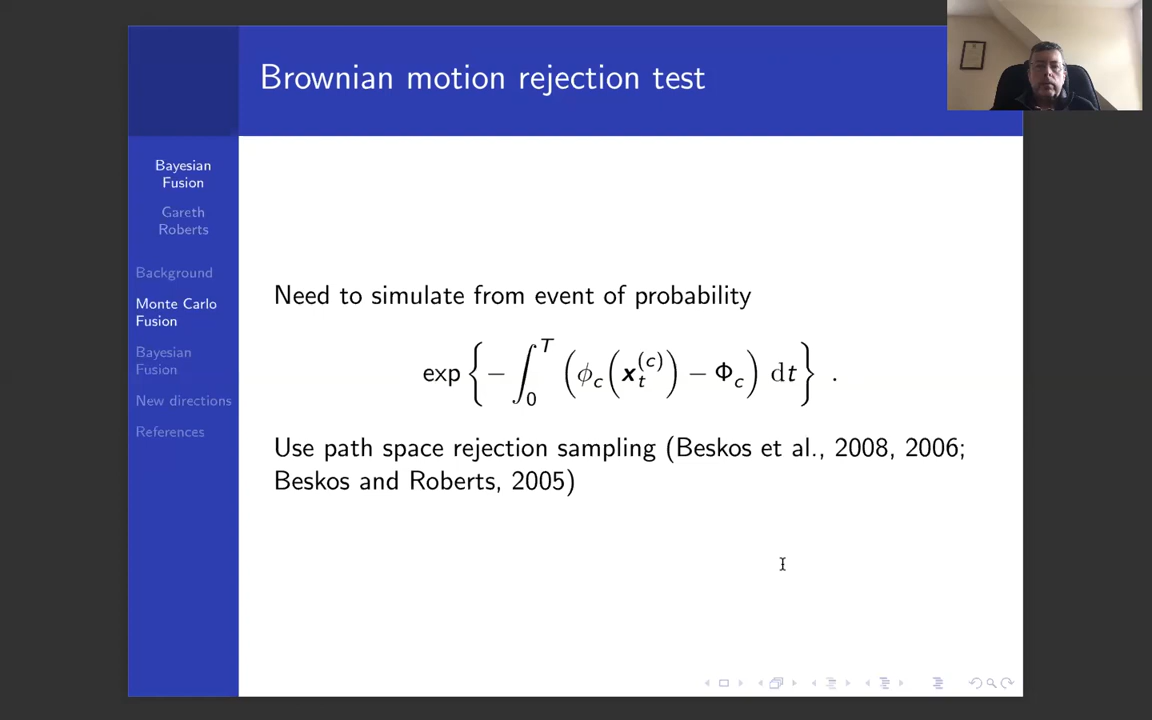 Brownian motion rejection test
Bayesian
Fusion
Gareth
Roberts
Background
Monte Carlo
Fusion
Bayesian
Fusion
New directions
References
Need to simulate from event of probability
exp{−∫₀ᵀ(ϕ_c(x_t^(c)) − Φ_c) dt} .
Use path space rejection sampling (Beskos et al., 2008, 2006;
Beskos and Roberts, 2005)